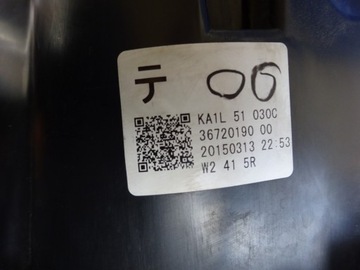 テ 06
KA1L 51 030C
36720190 00
20150313 22:53
W2 41 5R